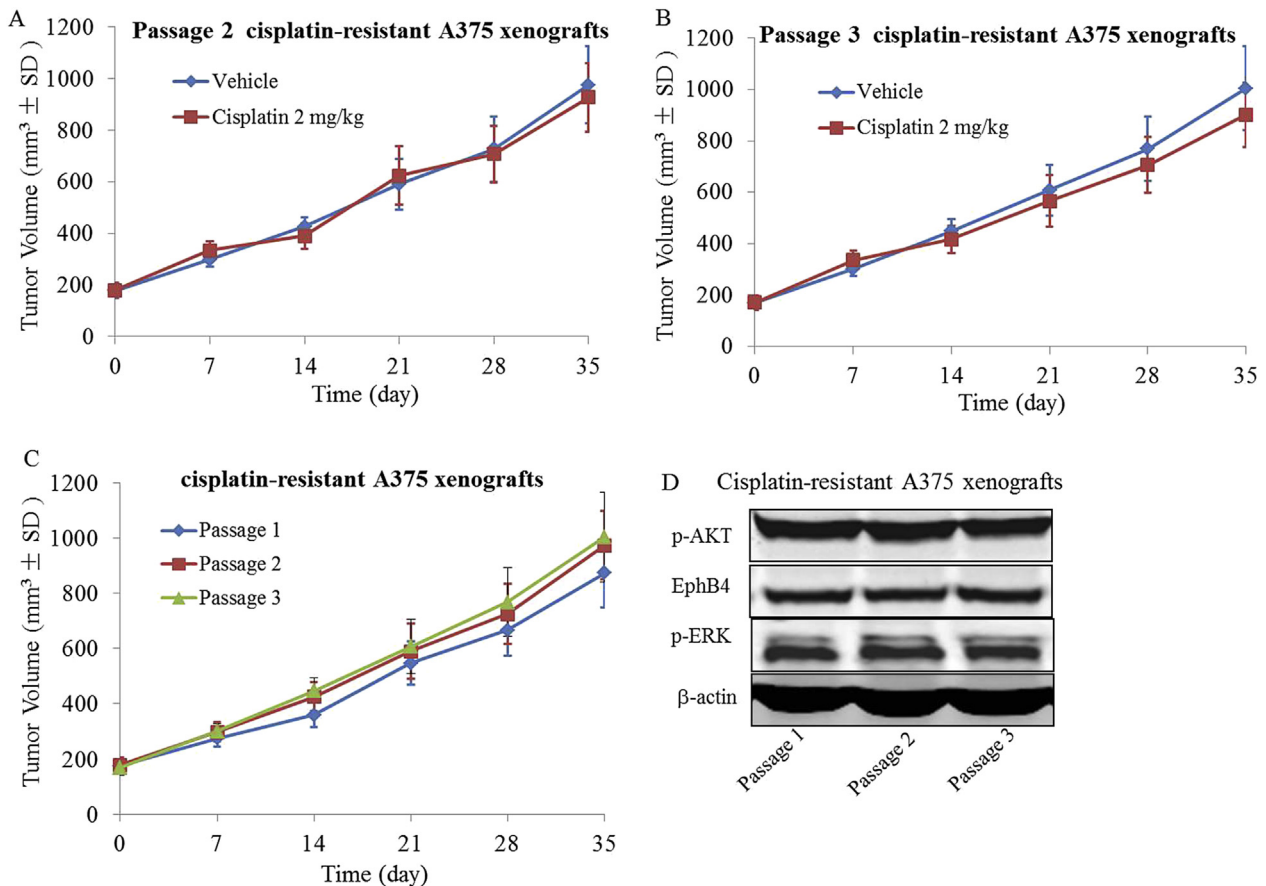 A
Passage 2 cisplatin-resistant A375 xenografts
Vehicle
Cisplatin 2 mg/kg
Tumor Volume (mm³ ± SD )
1200
1000
800
600
400
200
0
0 7 14 21 28 35
Time (day)
B
Passage 3 cisplatin-resistant A375 xenografts
Vehicle
Cisplatin 2 mg/kg
Tumor Volume (mm³ ± SD )
1200
1000
800
600
400
200
0
0 7 14 21 28 35
Time (day)
C
cisplatin-resistant A375 xenografts
Passage 1
Passage 2
Passage 3
Tumor Volume (mm³ ± SD )
1200
1000
800
600
400
200
0
0 7 14 21 28 35
Time (day)
D
Cisplatin-resistant A375 xenografts
p-AKT
EphB4
p-ERK
β-actin
Passage 1
Passage 2
Passage 3